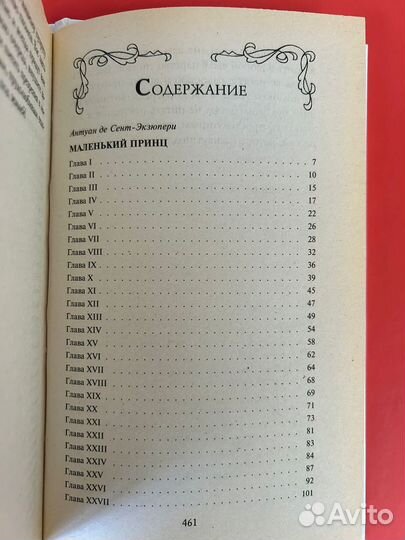 СОДЕРЖАНИЕ
Антуан де Сент-Экзюпери
МАЛЕНЬКИЙ ПРИНЦ
Глава I . . . 7
Глава II . . . 10
Глава III . . . 15
Глава IV . . . 17
Глава V . . . 22
Глава VI . . . 26
Глава VII . . . 28
Глава VIII . . . 32
Глава IX . . . 36
Глава X . . . 39
Глава XI . . . 45
Глава XII . . . 47
Глава XIII . . . 49
Глава XIV . . . 54
Глава XV . . . 58
Глава XVI . . . 62
Глава XVII . . . 64
Глава XVIII . . . 68
Глава XIX . . . 69
Глава XX . . . 71
Глава XXI . . . 73
Глава XXII . . . 81
Глава XXIII . . . 83
Глава XXIV . . . 84
Глава XXV . . . 87
Глава XXVI . . . 92
Глава XXVII . . . 101
461
Avito